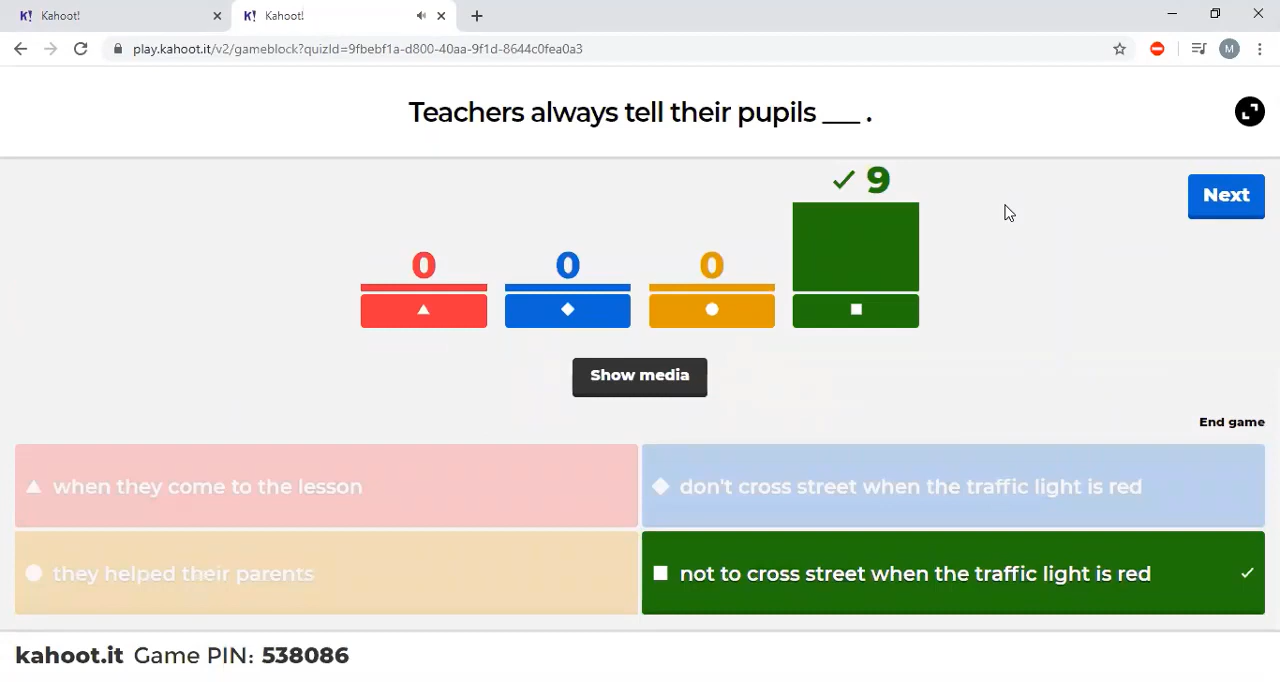 Kahoot!
Kahoot!
play.kahoot.it/v2/gameblock?quizId=9fbebf1a-d800-40aa-9f1d-8644c0fea0a3
M
Teachers always tell their pupils ___ .
9
Next
0
0
0
Show media
End game
when they come to the lesson
don't cross street when the traffic light is red
they helped their parents
not to cross street when the traffic light is red
kahoot.it Game PIN: 538086